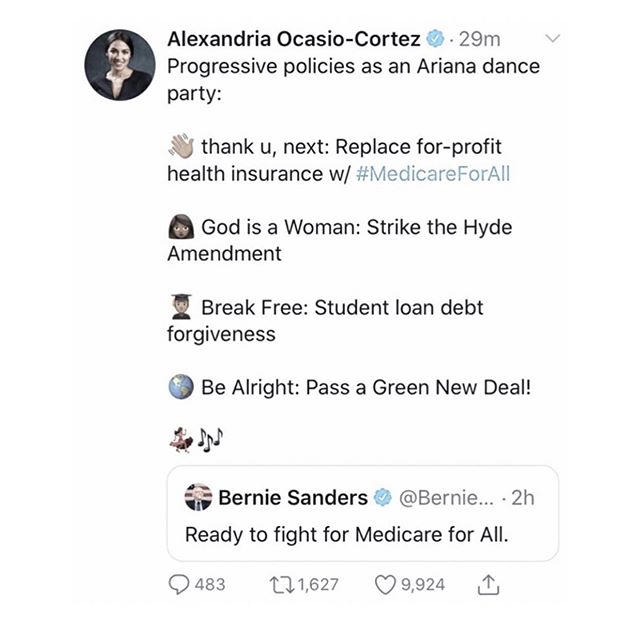 Alexandria Ocasio-Cortez · 29m
Progressive policies as an Ariana dance
party:
👋🏽 thank u, next: Replace for-profit
health insurance w/ #MedicareForAll
👩🏾 God is a Woman: Strike the Hyde
Amendment
👨🏽‍🎓 Break Free: Student loan debt
forgiveness
🌎 Be Alright: Pass a Green New Deal!
💃🏽🎶
Bernie Sanders @Bernie... · 2h
Ready to fight for Medicare for All.
483 1,627 9,924